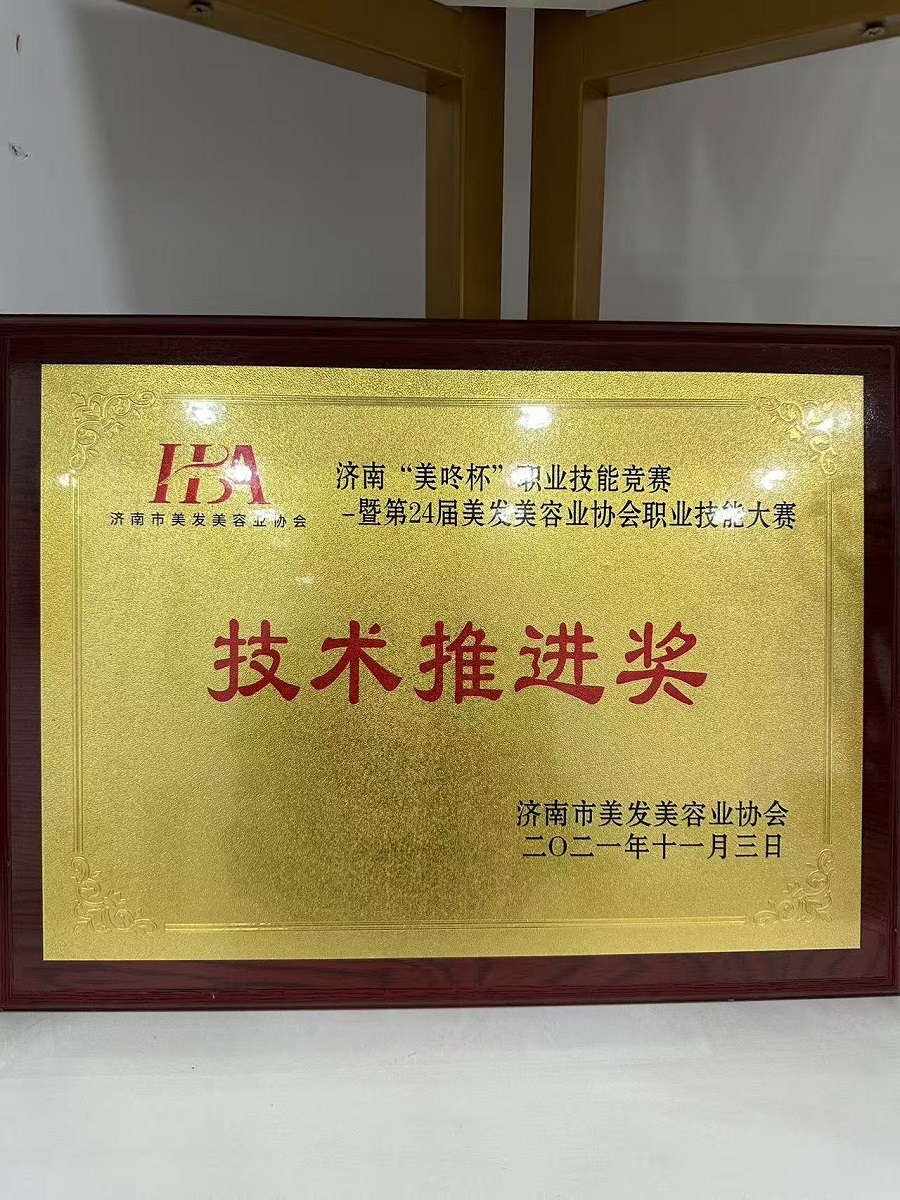 HBA
济南市美发美容业协会
济南“美咚杯”职业技能竞赛
-暨第24届美发美容业协会职业技能大赛
技术推进奖
济南市美发美容业协会
二〇二一年十一月三日